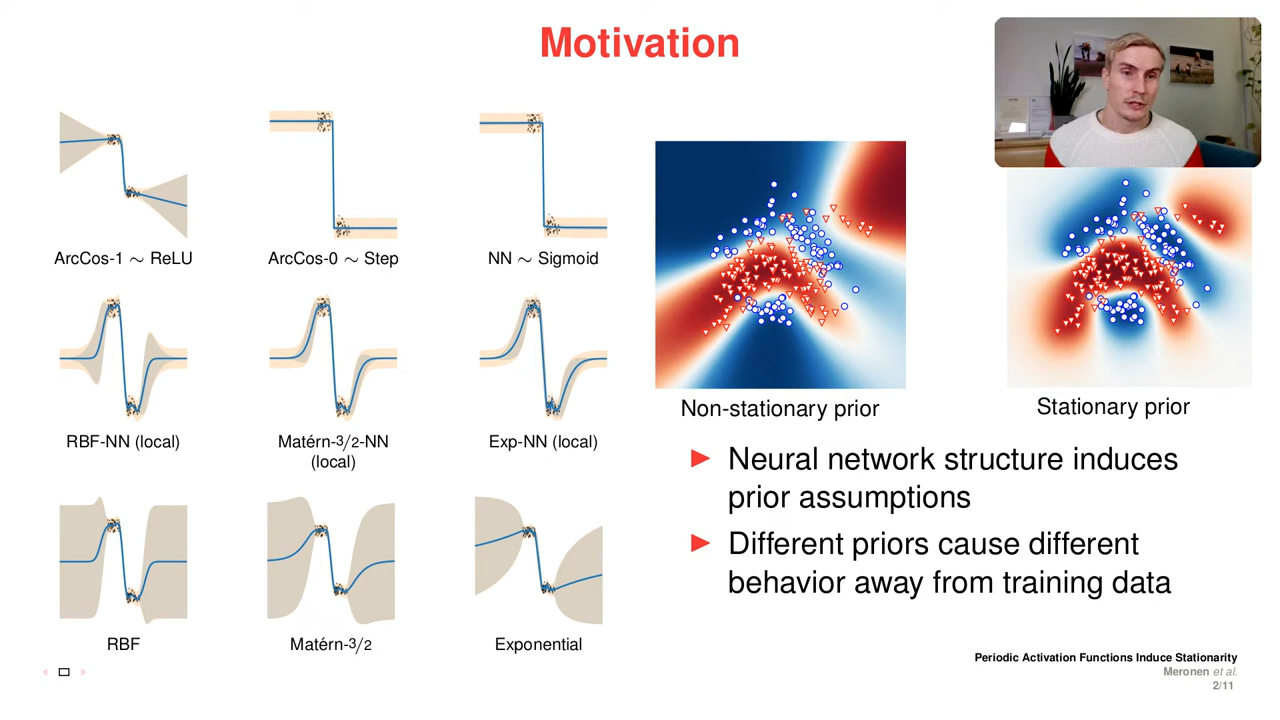 Motivation
ArcCos-1 ∼ ReLU
ArcCos-0 ∼ Step
NN ∼ Sigmoid
RBF-NN (local)
Matérn-3/2-NN
(local)
Exp-NN (local)
RBF
Matérn-3/2
Exponential
Non-stationary prior
Stationary prior
► Neural network structure induces
prior assumptions
► Different priors cause different
behavior away from training data
Periodic Activation Functions Induce Stationarity
Meronen et al.
2/11